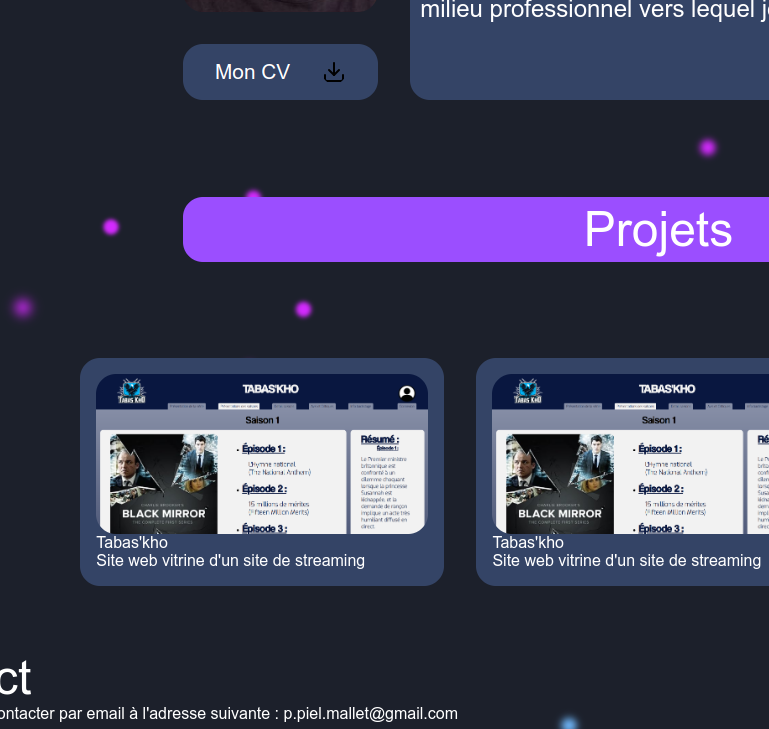 milieu professionnel vers lequel j
Mon CV
Projets
TABAS'KHO
TABAS'KHO
TABAS KHO
TABAS KHO
Saison 1
Saison 1
Épisode 1 :
L'Hymne national
(The National Anthem)
Épisode 2 :
15 millions de mérites
(Fifteen Million Merits)
Épisode 3 :
Résumé :
Le Premier ministre
britannique est
confronté à un
dilemme choquant
lorsque la princesse
Susannah est
kidnappée, et la
demande de rançon
implique un acte très
humiliant diffusé en
direct.
BLACK MIRROR
THE COMPLETE FIRST SERIES
Épisode 1 :
L'Hymne national
(The National Anthem)
Épisode 2 :
15 millions de mérites
(Fifteen Million Merits)
Épisode 3 :
BLACK MIRROR
THE COMPLETE FIRST SERIES
Tabas'kho
Site web vitrine d'un site de streaming
Tabas'kho
Site web vitrine d'un site de streaming
ct
ontacter par email à l'adresse suivante : p.piel.mallet@gmail.com